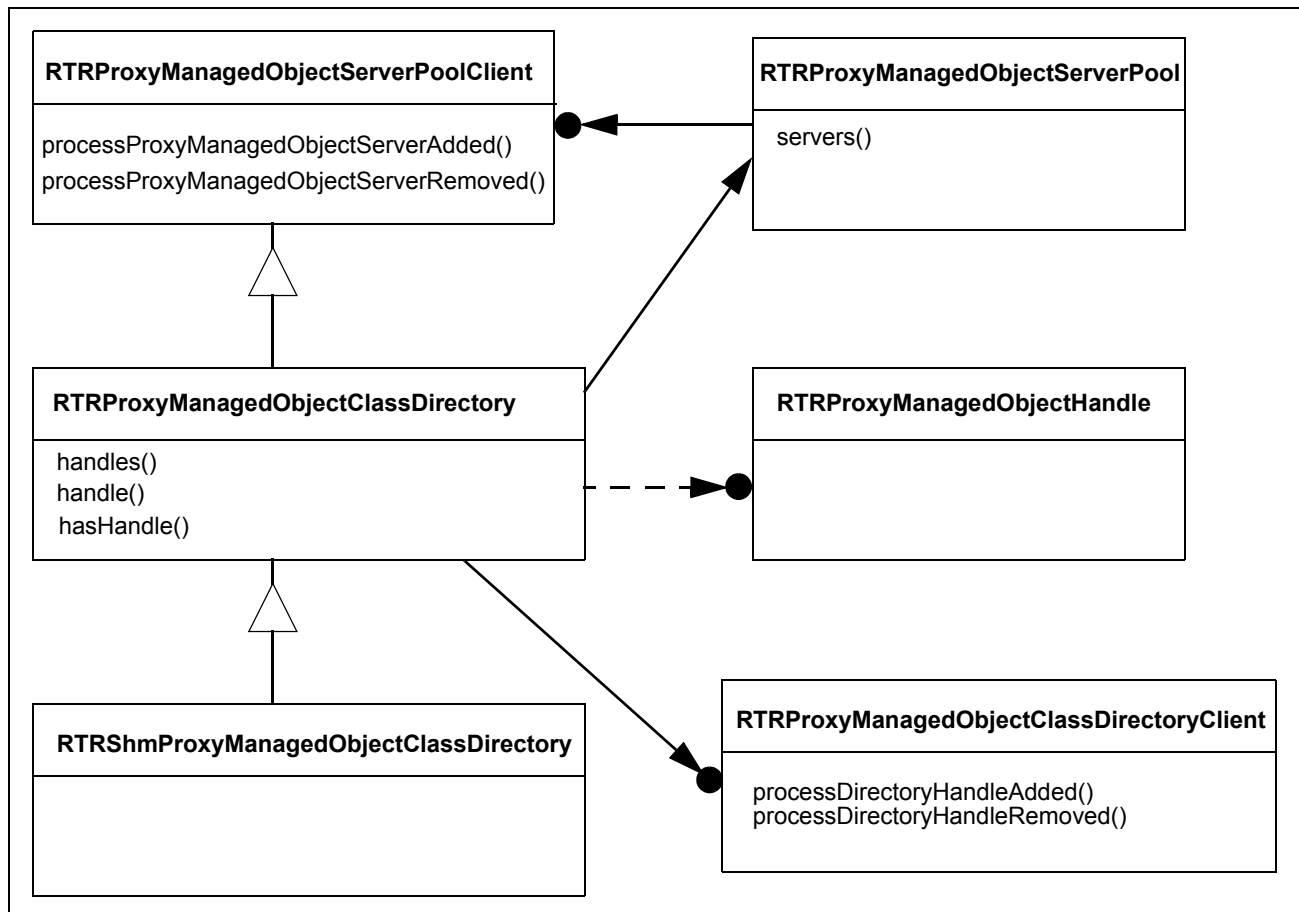 RTRProxyManagedObjectServerPoolClient
processProxyManagedObjectServerAdded()
processProxyManagedObjectServerRemoved()
RTRProxyManagedObjectServerPool
servers()
RTRProxyManagedObjectClassDirectory
handles()
handle()
hasHandle()
RTRProxyManagedObjectHandle
RTRShmProxyManagedObjectClassDirectory
RTRProxyManagedObjectClassDirectoryClient
processDirectoryHandleAdded()
processDirectoryHandleRemoved()